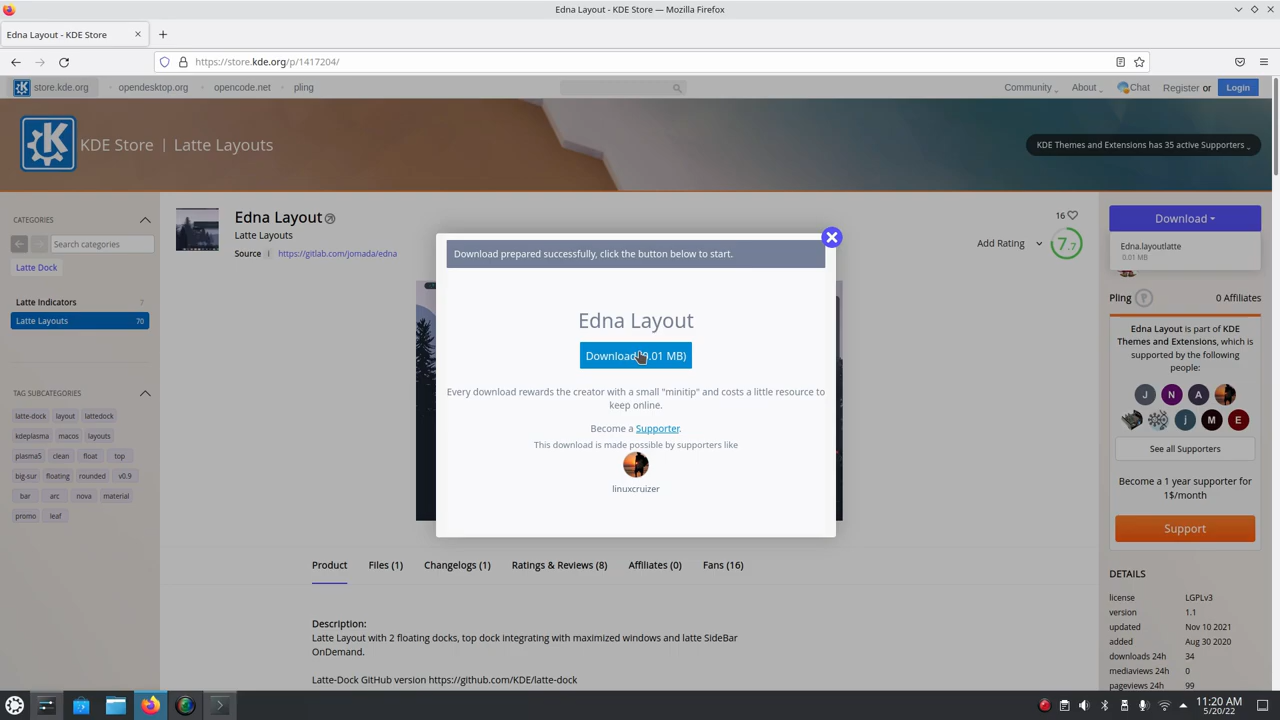 Edna Layout - KDE Store — Mozilla Firefox
Edna Layout - KDE Store
https://store.kde.org/p/1417204/
store.kde.org
opendesktop.org
opencode.net
pling
Community
About
Chat
Register or
Login
KDE Store | Latte Layouts
KDE Themes and Extensions has 35 active Supporters
CATEGORIES
Search categories
Latte Dock
Latte Indicators 7
Latte Layouts 70
TAG SUBCATEGORIES
latte-dock layout lattedock
kdeplasma macos layouts
plasma5 clean float top
big-sur floating rounded v0.9
bar arc nova material
promo leaf
Edna Layout
Latte Layouts
Source https://gitlab.com/jomada/edna
16
Add Rating
7.7
Download prepared successfully, click the button below to start.
Edna Layout
Download (0.01 MB)
Every download rewards the creator with a small "minitip" and costs a little resource to
keep online.
Become a Supporter.
This download is made possible by supporters like
linuxcruizer
Product
Files (1)
Changelogs (1)
Ratings & Reviews (8)
Affiliates (0)
Fans (16)
Description:
Latte Layout with 2 floating docks, top dock integrating with maximized windows and latte SideBar
OnDemand.
Latte-Dock GitHub version https://github.com/KDE/latte-dock
Download
Edna.layoutlatte
0.01 MB
Pling ?
0 Affiliates
Edna Layout is part of KDE
Themes and Extensions, which is
supported by the following
people:
J N A
j M E
See all Supporters
Become a 1 year supporter for
1$/month
Support
DETAILS
license LGPLv3
version 1.1
updated Nov 10 2021
added Aug 30 2020
downloads 24h 34
mediaviews 24h 0
pageviews 24h 99
11:20 AM
5/20/22